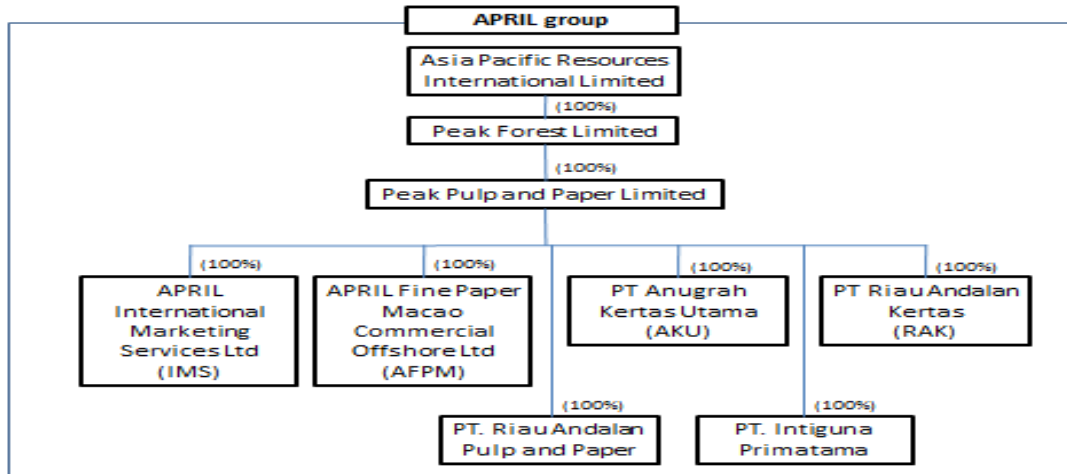 APRIL group
Asia Pacific Resources
International Limited
(100%)
Peak Forest Limited
(100%)
Peak Pulp and Paper Limited
(100%)
APRIL
International
Marketing
Services Ltd
(IMS)
(100%)
APRIL Fine Paper
Macao
Commercial
Offshore Ltd
(AFPM)
(100%)
PT Anugrah
Kertas Utama
(AKU)
(100%)
PT Riau Andalan
Kertas
(RAK)
(100%)
PT. Riau Andalan
Pulp and Paper
(100%)
PT. Intiguna
Primatama